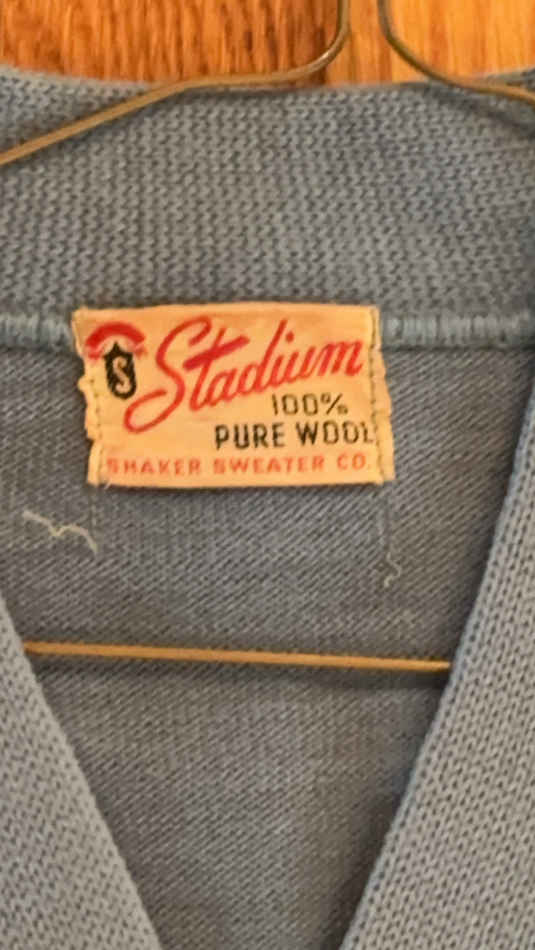 S
Stadium
100%
PURE WOOL
SHAKER SWEATER CO.